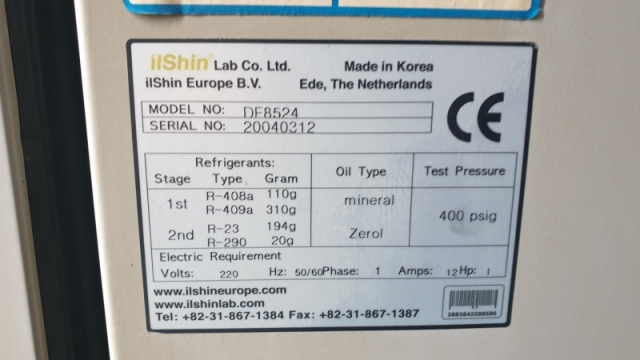 ilShin Lab Co. Ltd. Made in Korea
ilShin Europe B.V. Ede, The Netherlands
MODEL NO: DF8524
SERIAL NO: 20040312
CE
Refrigerants: Oil Type Test Pressure
Stage Type Gram
1st R-408a 110g mineral
R-409a 310g
400 psig
2nd R-23 194g Zerol
R-290 20g
Electric Requirement
Volts: 220 Hz: 50/60 Phase: 1 Amps: 12 Hp: 1
www.ilshineurope.com
www.ilshinlab.com
Tel: +82-31-867-1384 Fax: +82-31-867-1387